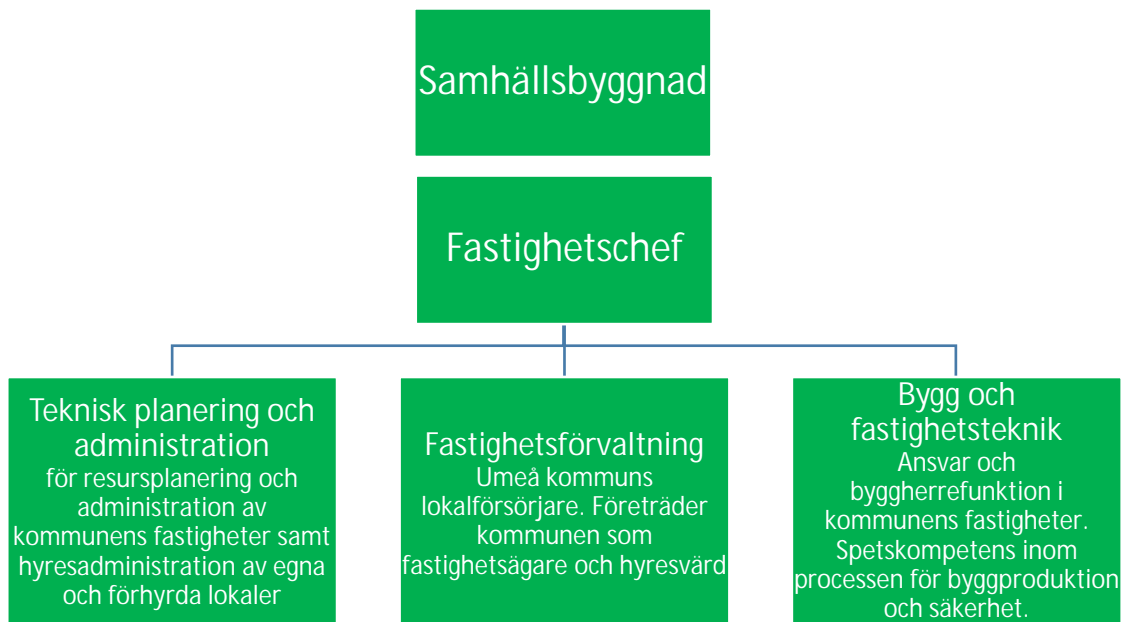 Samhällsbyggnad
Fastighetschef
Teknisk planering och
administration
för resursplanering och
administration av
kommunens fastigheter samt
hyresadministration av egna
och förhyrda lokaler
Fastighetsförvaltning
Umeå kommuns
lokalförsörjare. Företräder
kommunen som
fastighetsägare och hyresvärd
Bygg och
fastighetsteknik
Ansvar och
byggherrefunktion i
kommunens fastigheter.
Spetskompetens inom
processen för byggproduktion
och säkerhet.